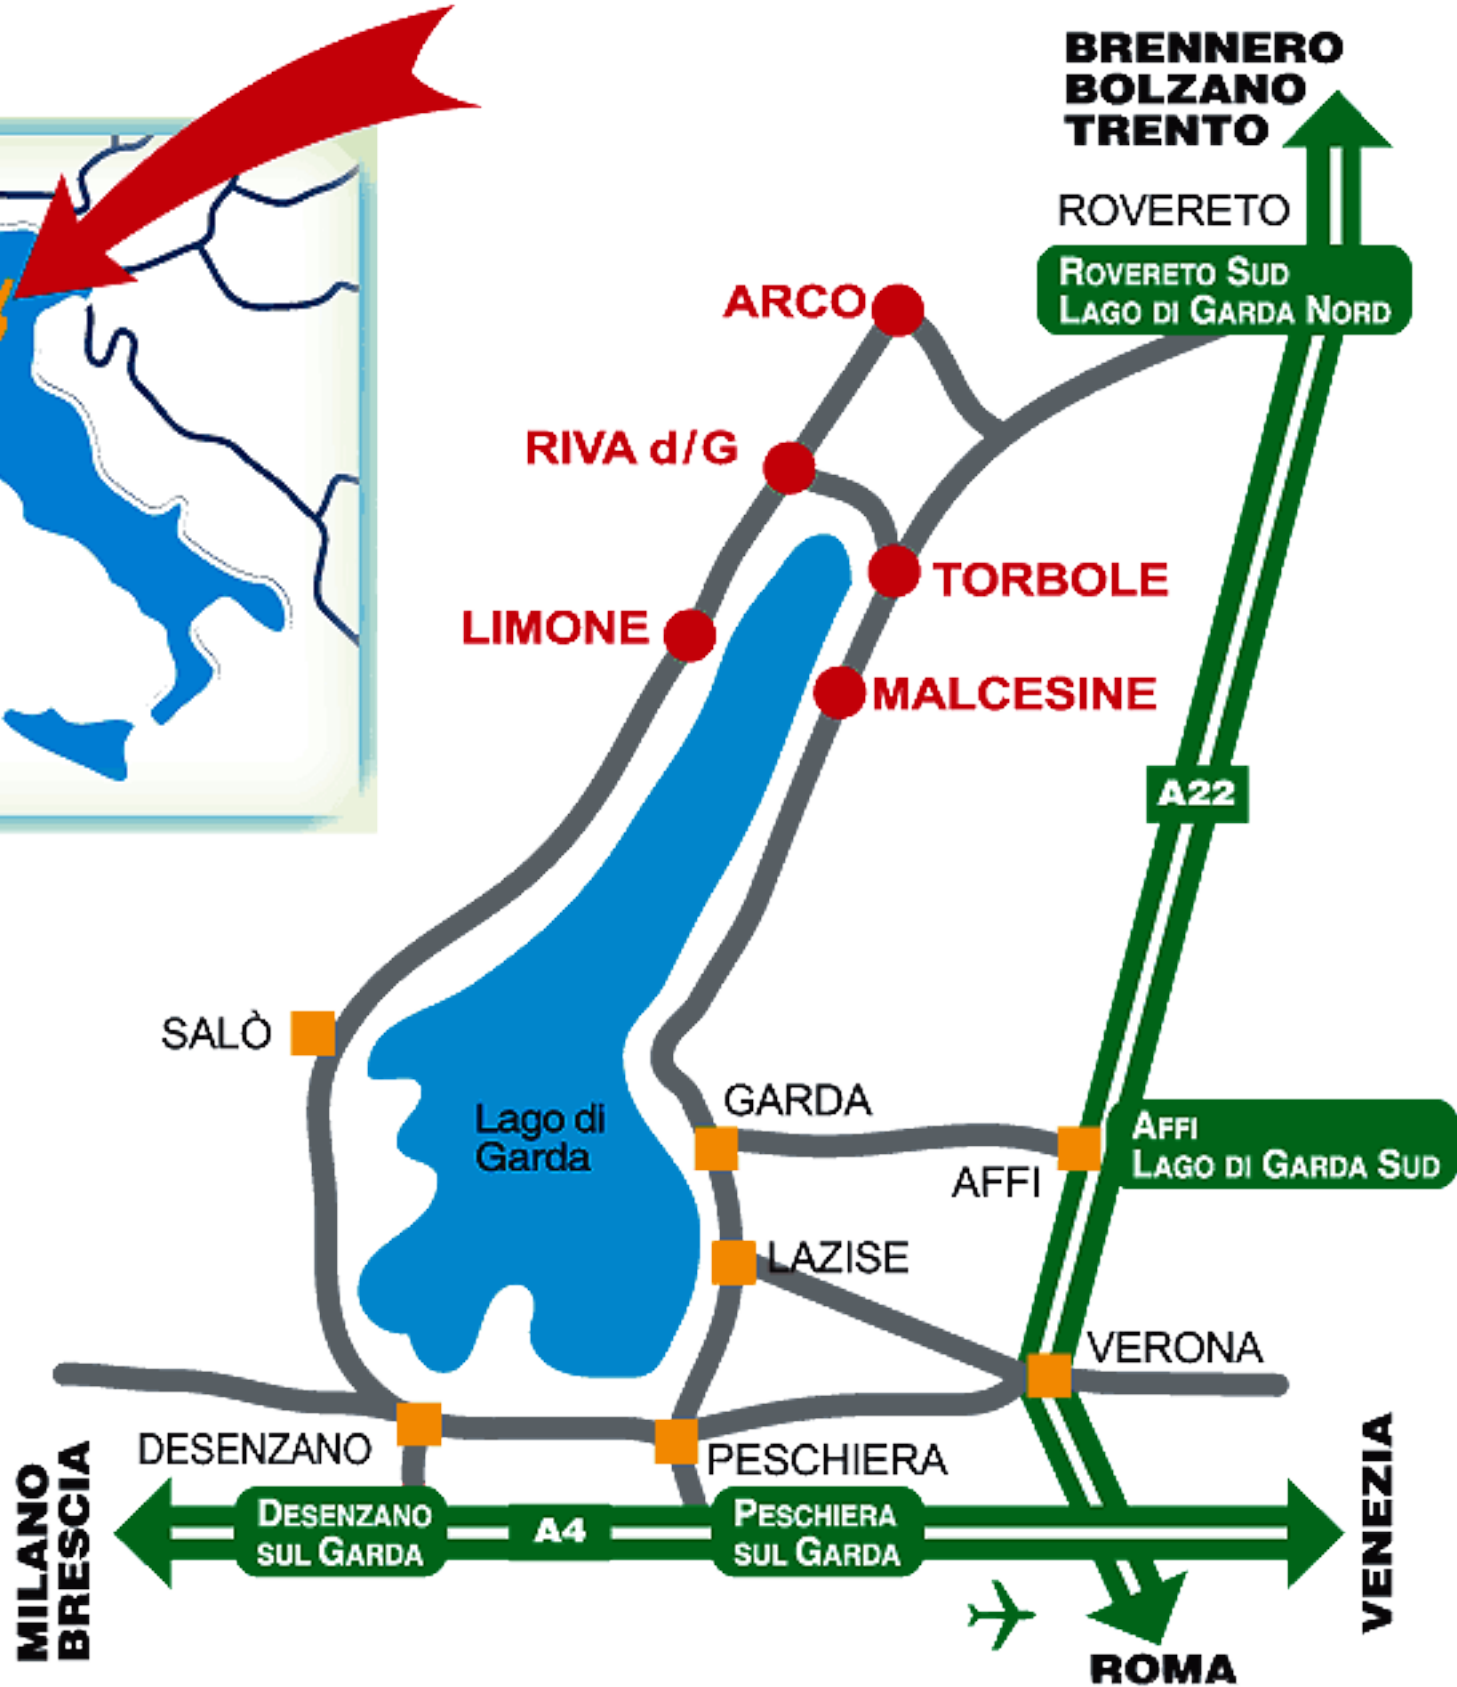 BRENNERO
BOLZANO
TRENTO
ROVERETO
ROVERETO SUD
LAGO DI GARDA NORD
ARCO
RIVA d/G
TORBOLE
LIMONE
MALCESINE
A22
SALÒ
GARDA
Lago di
Garda
AFFI
LAGO DI GARDA SUD
AFFI
LAZISE
VERONA
DESENZANO
PESCHIERA
MILANO
BRESCIA
DESENZANO
SUL GARDA
A4
PESCHIERA
SUL GARDA
VENEZIA
ROMA